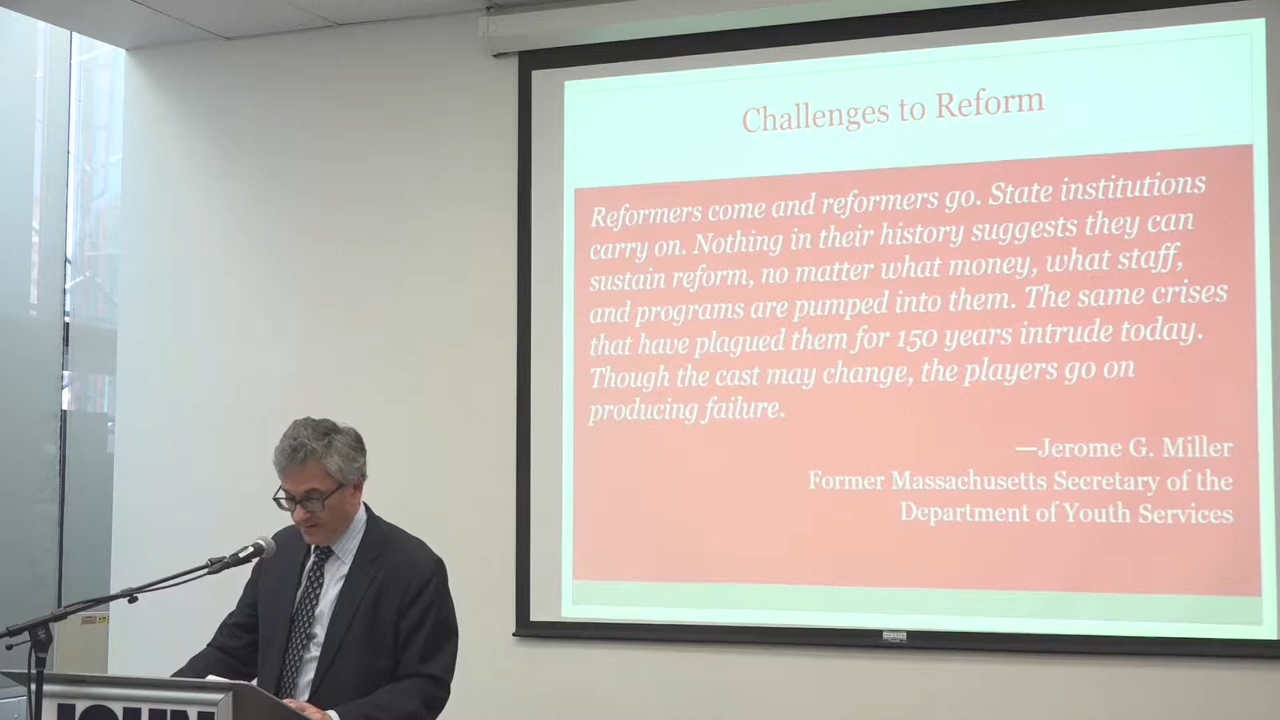 Challenges to Reform
Reformers come and reformers go. State institutions
carry on. Nothing in their history suggests they can
sustain reform, no matter what money, what staff,
and programs are pumped into them. The same crises
that have plagued them for 150 years intrude today.
Though the cast may change, the players go on
producing failure.
—Jerome G. Miller
Former Massachusetts Secretary of the
Department of Youth Services
JOHN